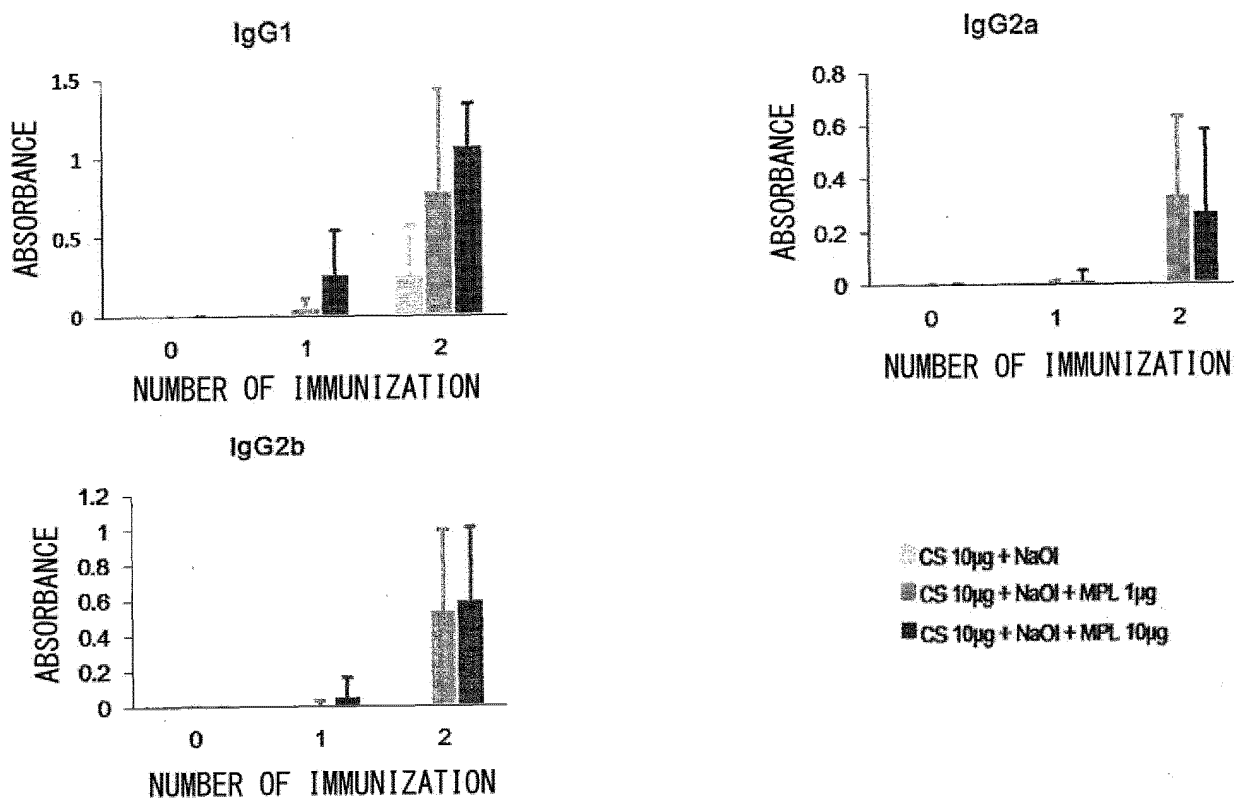 IgG1
ABSORBANCE
1.5
1
0.5
0
0 1 2
NUMBER OF IMMUNIZATION
IgG2a
ABSORBANCE
0.8
0.6
0.4
0.2
0
0 1 2
NUMBER OF IMMUNIZATION
IgG2b
ABSORBANCE
1.2
1
0.8
0.6
0.4
0.2
0
0 1 2
NUMBER OF IMMUNIZATION
CS 10µg + NaOl
CS 10µg + NaOl + MPL 1µg
CS 10µg + NaOl + MPL 10µg